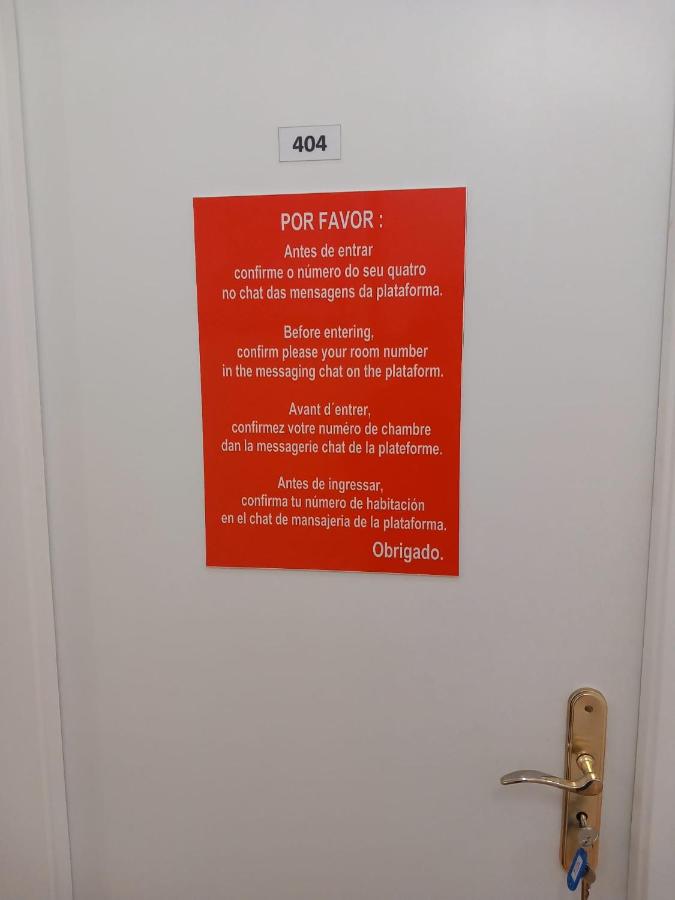 404
POR FAVOR :
Antes de entrar
confirme o número do seu quatro
no chat das mensagens da plataforma.
Before entering,
confirm please your room number
in the messaging chat on the plataform.
Avant d´entrer,
confirmez votre numéro de chambre
dan la messagerie chat de la plateforme.
Antes de ingressar,
confirma tu número de habitación
en el chat de mansajeria de la plataforma.
Obrigado.